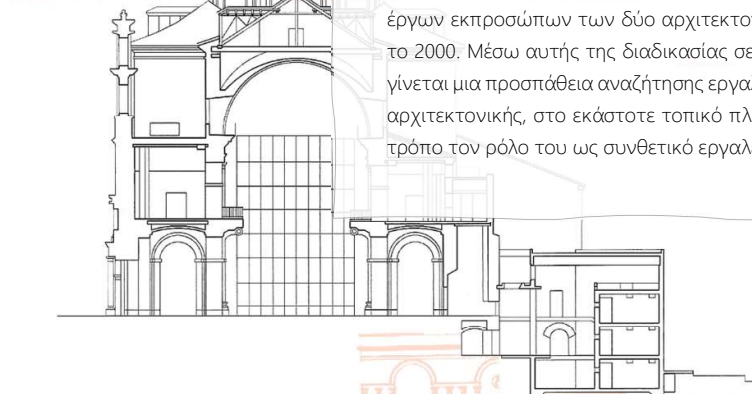 έργων εκπροσώπων των δύο αρχιτεκτο
το 2000. Μέσω αυτής της διαδικασίας σε
γίνεται μια προσπάθεια αναζήτησης εργα
αρχιτεκτονικής, στο εκάστοτε τοπικό πλ
τρόπο τον ρόλο του ως συνθετικό εργαλ